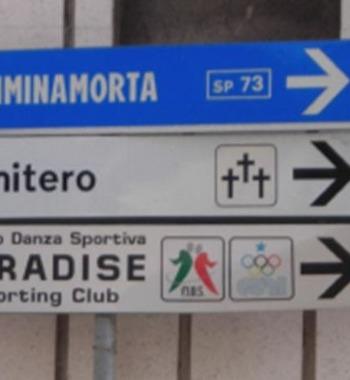 IMINAMORTA SP 73
nitero
o Danza Sportiva
RADISE
orting Club